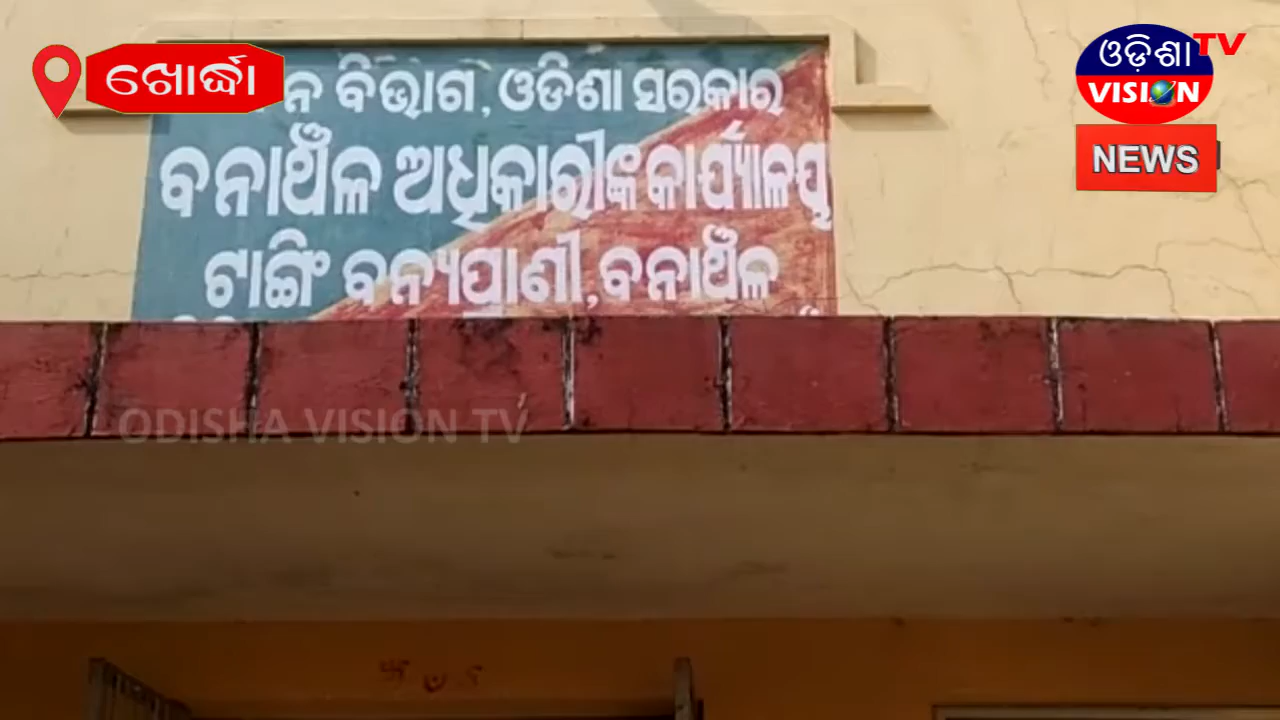 ଖୋର୍ଦ୍ଧା
ନ ବିଭାଗ, ଓଡିଶା ସରକାର
ବନାଞ୍ଚଳ ଅଧିକାରୀଙ୍କ କାର୍ଯ୍ୟାଳୟ
ଟାଙ୍ଗି ବନ୍ୟପ୍ରାଣୀ, ବନାଞ୍ଚଳ
ଓଡ଼ିଶା TV
VISION
NEWS
ODISHA VISION TV